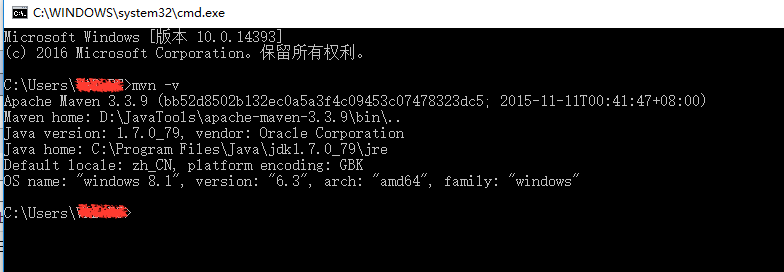 C:\WINDOWS\system32\cmd.exe
Microsoft Windows [版本 10.0.14393]
(c) 2016 Microsoft Corporation。保留所有权利。
C:\Users\>mvn -v
Apache Maven 3.3.9 (bb52d8502b132ec0a5a3f4c09453c07478323dc5; 2015-11-11T00:41:47+08:00)
Maven home: D:\JavaTools\apache-maven-3.3.9\bin\..
Java version: 1.7.0_79, vendor: Oracle Corporation
Java home: C:\Program Files\Java\jdk1.7.0_79\jre
Default locale: zh_CN, platform encoding: GBK
OS name: "windows 8.1", version: "6.3", arch: "amd64", family: "windows"
C:\Users\>